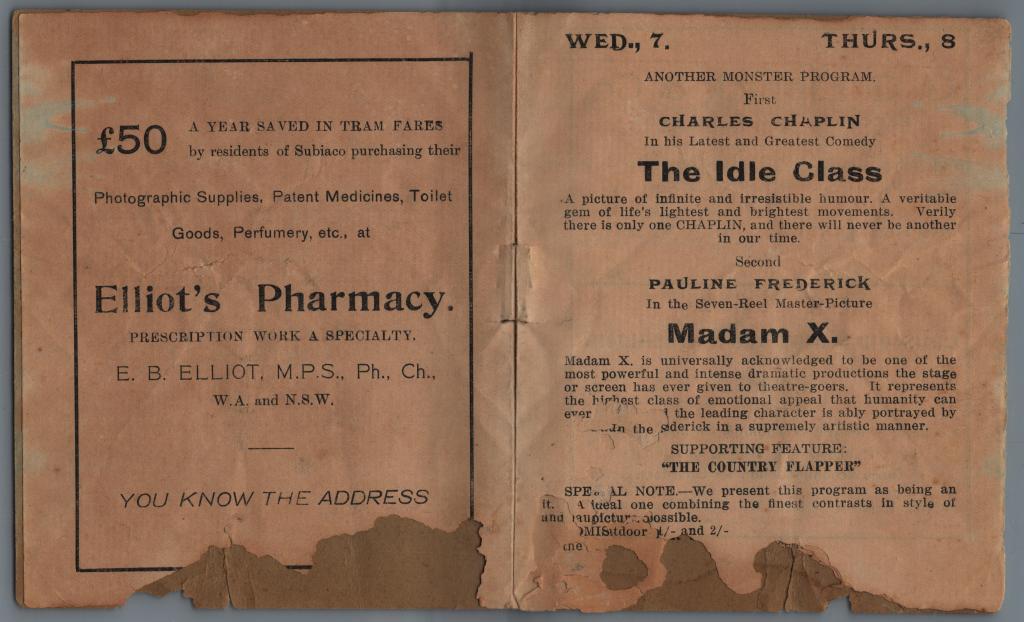 £50 A YEAR SAVED IN TRAM FARES
by residents of Subiaco purchasing their
Photographic Supplies, Patent Medicines, Toilet
Goods, Perfumery, etc., at
Elliot's Pharmacy.
PRESCRIPTION WORK A SPECIALTY.
E. B. ELLIOT, M.P.S., Ph., Ch.,
W.A. and N.S.W.
YOU KNOW THE ADDRESS
WED., 7. THURS., 8
ANOTHER MONSTER PROGRAM.
First
CHARLES CHAPLIN
In his Latest and Greatest Comedy
The Idle Class
A picture of infinite and irresistible humour. A veritable
gem of life's lightest and brightest movements. Verily
there is only one CHAPLIN, and there will never be another
in our time.
Second
PAULINE FREDERICK
In the Seven-Reel Master-Picture
Madam X.
Madam X. is universally acknowledged to be one of the
most powerful and intense dramatic productions the stage
or screen has ever given to theatre-goers. It represents
the highest class of emotional appeal that humanity can
ever the leading character is ably portrayed by
in a supremely artistic manner.
SUPPORTING FEATURE:
"THE COUNTRY FLAPPER"
NOTE.—We present this program as being an
it. ideal one combining the finest contrasts in style of
and possible.
1/- and 2/-